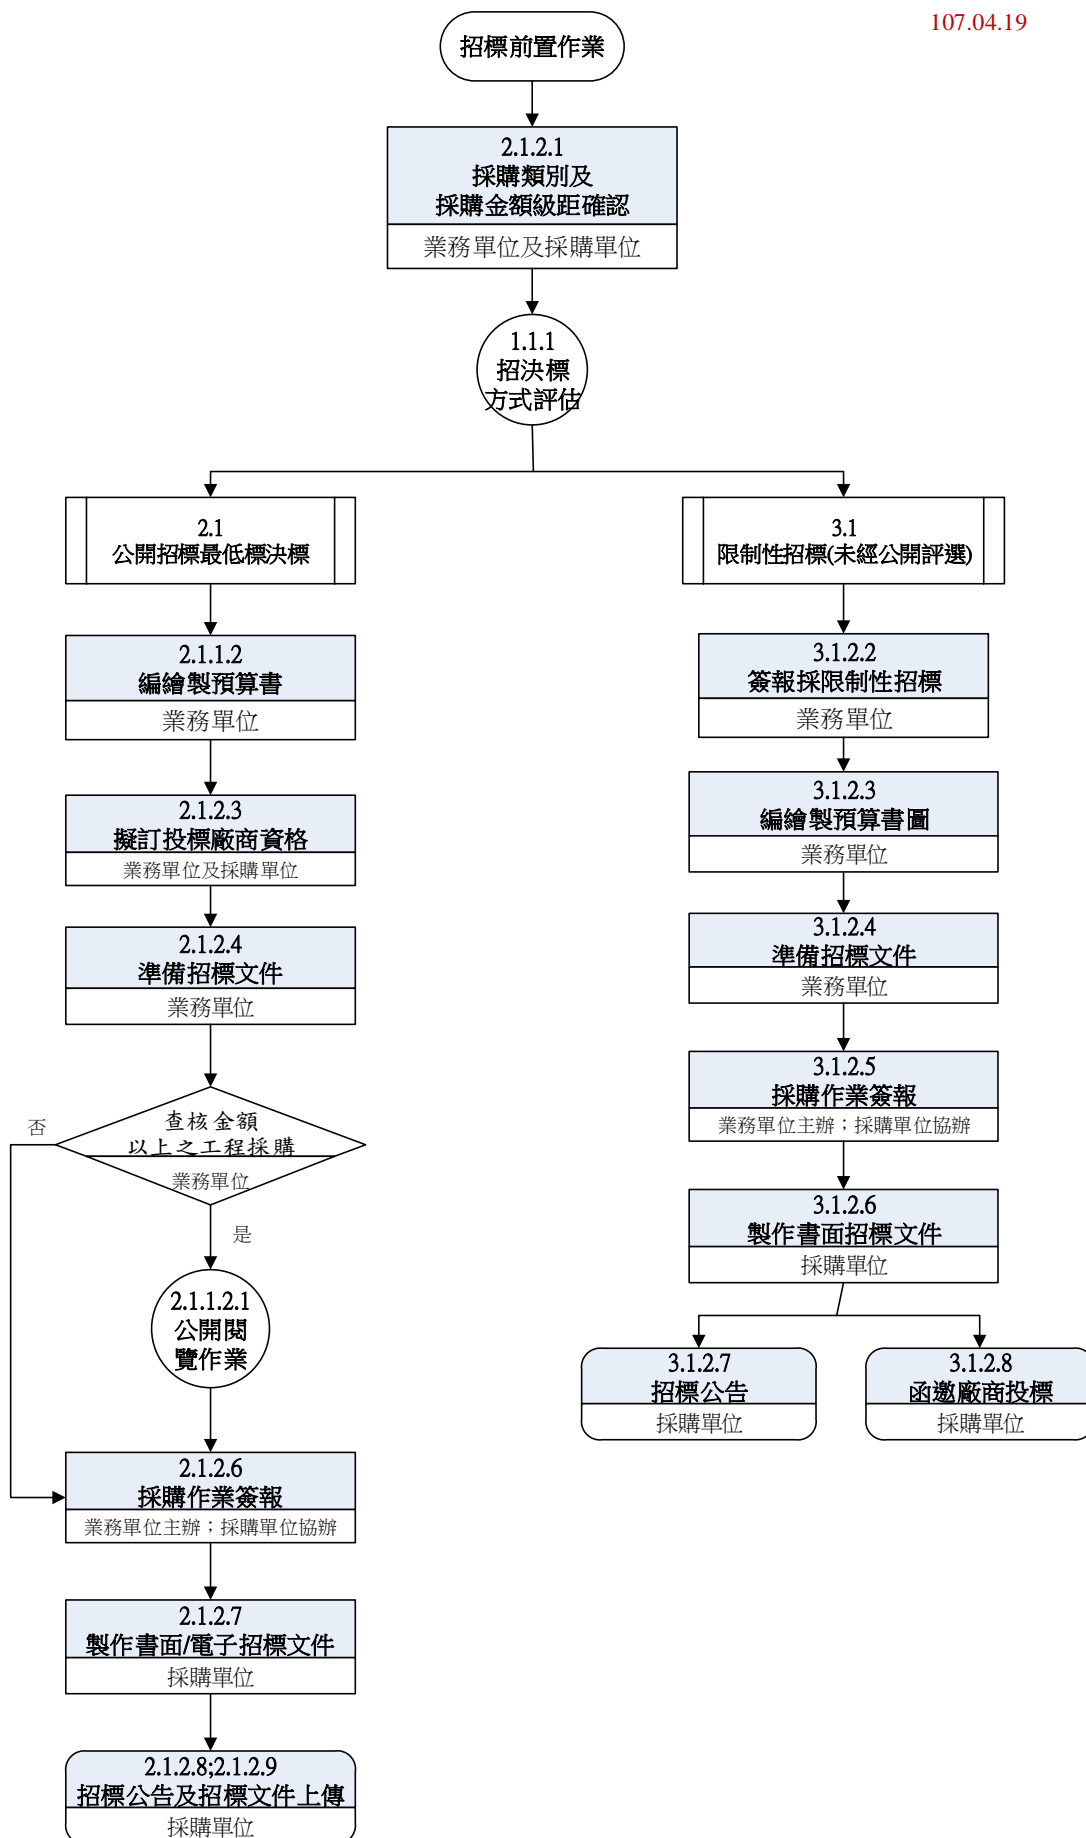 107.04.19
招標前置作業
2.1.2.1
採購類別及
採購金額級距確認
業務單位及採購單位
1.1.1
招決標
方式評估
2.1
公開招標最低標決標
2.1.1.2
編繪製預算書
業務單位
2.1.2.3
擬訂投標廠商資格
業務單位及採購單位
2.1.2.4
準備招標文件
業務單位
查核金額
以上之工程採購
業務單位
否
是
2.1.1.2.1
公開閱
覽作業
2.1.2.6
採購作業簽報
業務單位主辦；採購單位協辦
2.1.2.7
製作書面/電子招標文件
採購單位
2.1.2.8;2.1.2.9
招標公告及招標文件上傳
採購單位
3.1
限制性招標(未經公開評選)
3.1.2.2
簽報採限制性招標
業務單位
3.1.2.3
編繪製預算書圖
業務單位
3.1.2.4
準備招標文件
業務單位
3.1.2.5
採購作業簽報
業務單位主辦；採購單位協辦
3.1.2.6
製作書面招標文件
採購單位
3.1.2.7
招標公告
採購單位
3.1.2.8
函邀廠商投標
採購單位